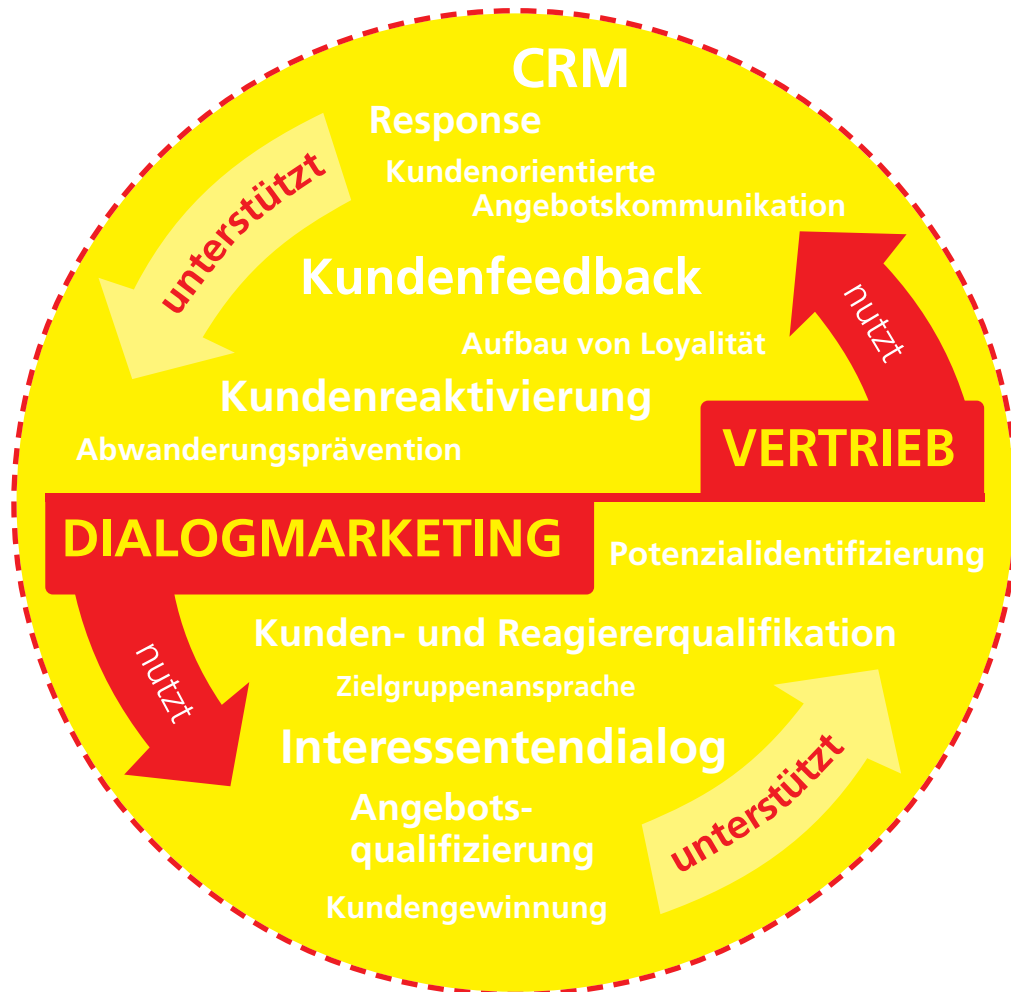 CRM
Response
Kundenorientierte
Angebotskommunikation
unterstützt
Kundenfeedback
nutzt
Aufbau von Loyalität
Kundenreaktivierung
Abwanderungsprävention
VERTRIEB
DIALOGMARKETING
Potenzialidentifizierung
Kunden- und Reagiererqualifikation
nutzt
Zielgruppenansprache
Interessentendialog
Angebots-
qualifizierung
unterstützt
Kundengewinnung